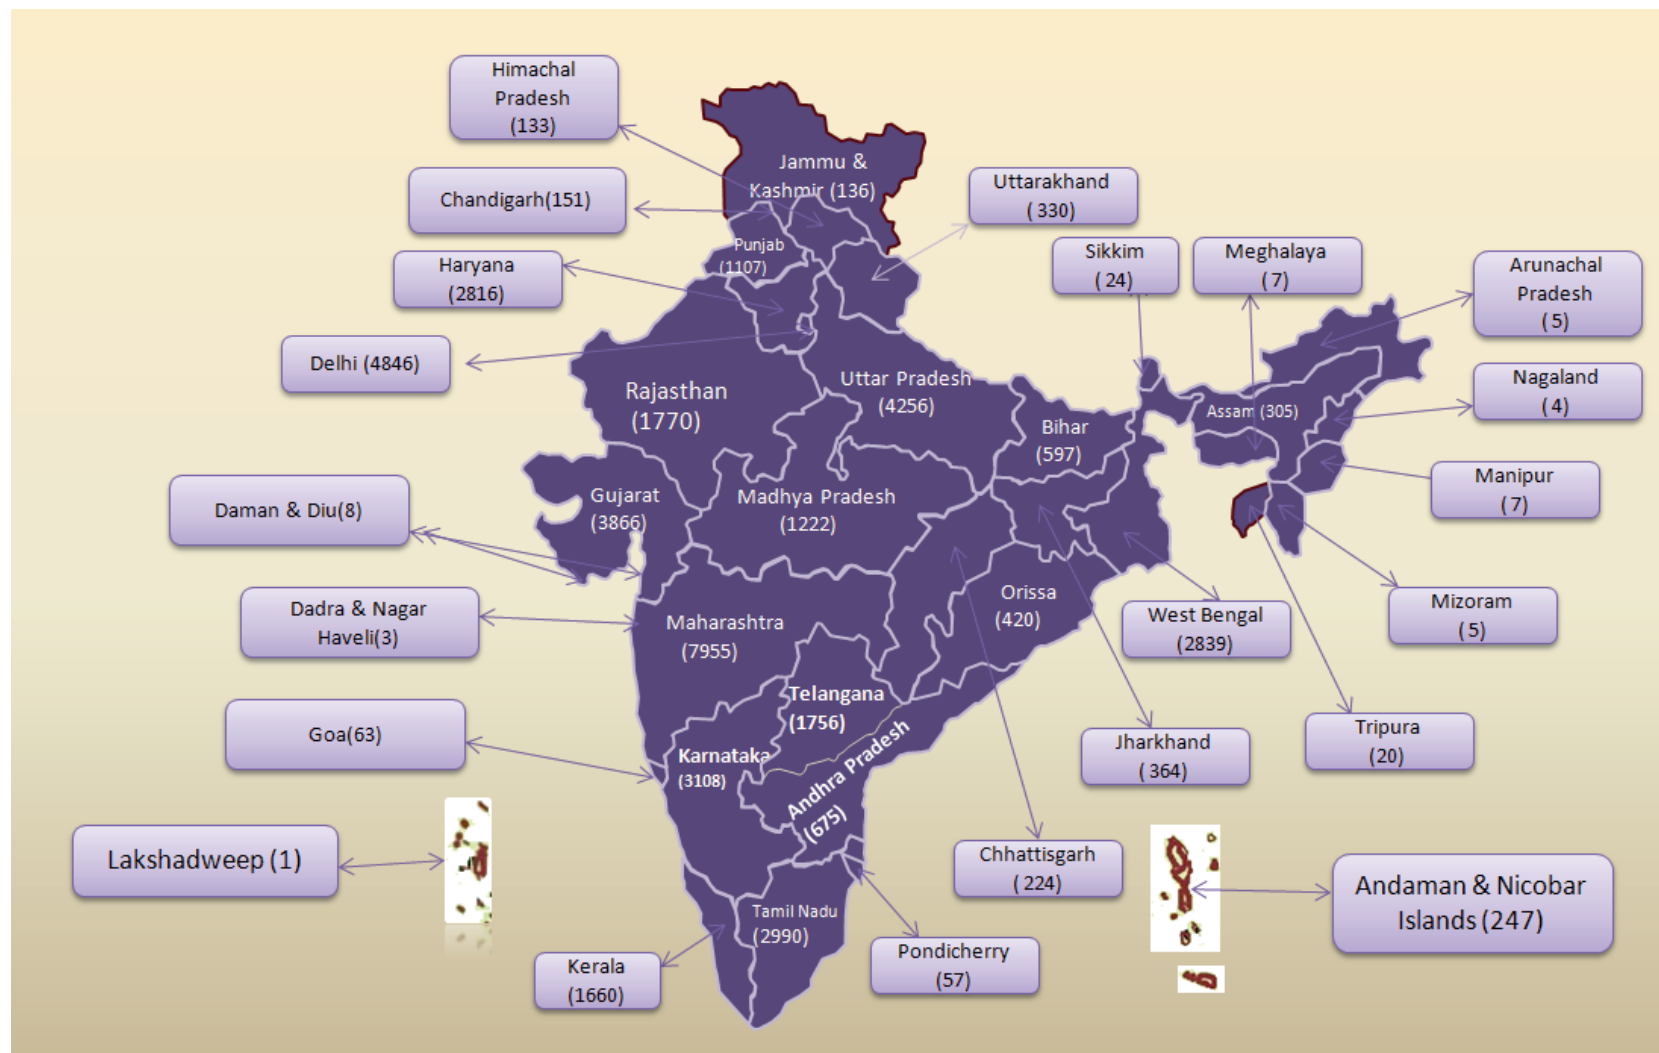 Himachal
Pradesh
(133)
Jammu &
Kashmir (136)
Chandigarh(151)
Uttarakhand
( 330)
Punjab
(1107)
Haryana
(2816)
Sikkim
( 24)
Meghalaya
( 7)
Arunachal
Pradesh
( 5)
Delhi (4846)
Rajasthan
(1770)
Uttar Pradesh
(4256)
Bihar
(597)
Assam (305)
Nagaland
( 4)
Manipur
( 7)
Daman & Diu(8)
Gujarat
(3866)
Madhya Pradesh
(1222)
Dadra & Nagar
Haveli(3)
Maharashtra
(7955)
Orissa
(420)
West Bengal
(2839)
Mizoram
( 5)
Goa(63)
Telangana
(1756)
Karnataka
(3108)
Andhra Pradesh
(675)
Jharkhand
( 364)
Tripura
(20)
Lakshadweep (1)
Chhattisgarh
( 224)
Andaman & Nicobar
Islands (247)
Tamil Nadu
(2990)
Kerala
(1660)
Pondicherry
(57)